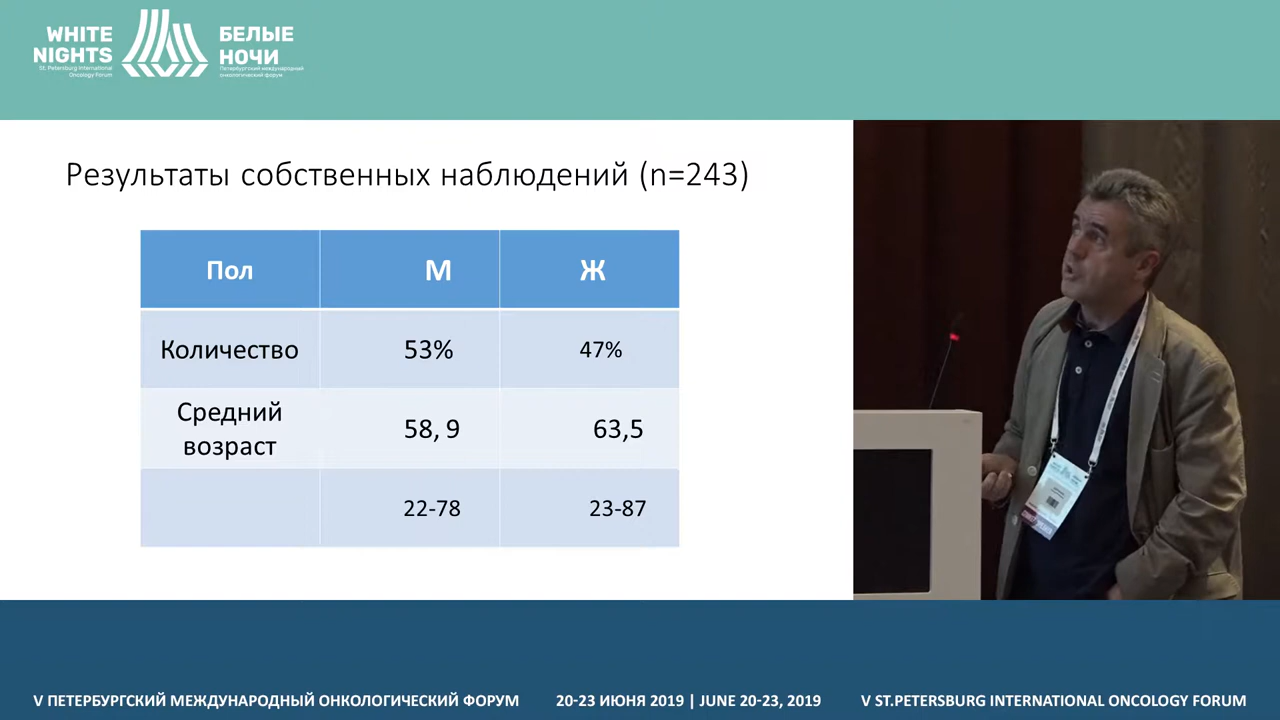 WHITE
NIGHTS
St. Petersburg International
Oncology Forum
БЕЛЫЕ
НОЧИ
Петербургский международный
онкологический форум
Результаты собственных наблюдений (n=243)
Пол М Ж
Количество 53% 47%
Средний
возраст 58, 9 63,5
22-78 23-87
V ПЕТЕРБУРГСКИЙ МЕЖДУНАРОДНЫЙ ОНКОЛОГИЧЕСКИЙ ФОРУМ 20-23 ИЮНЯ 2019 | JUNE 20-23, 2019 V ST.PETERSBURG INTERNATIONAL ONCOLOGY FORUM